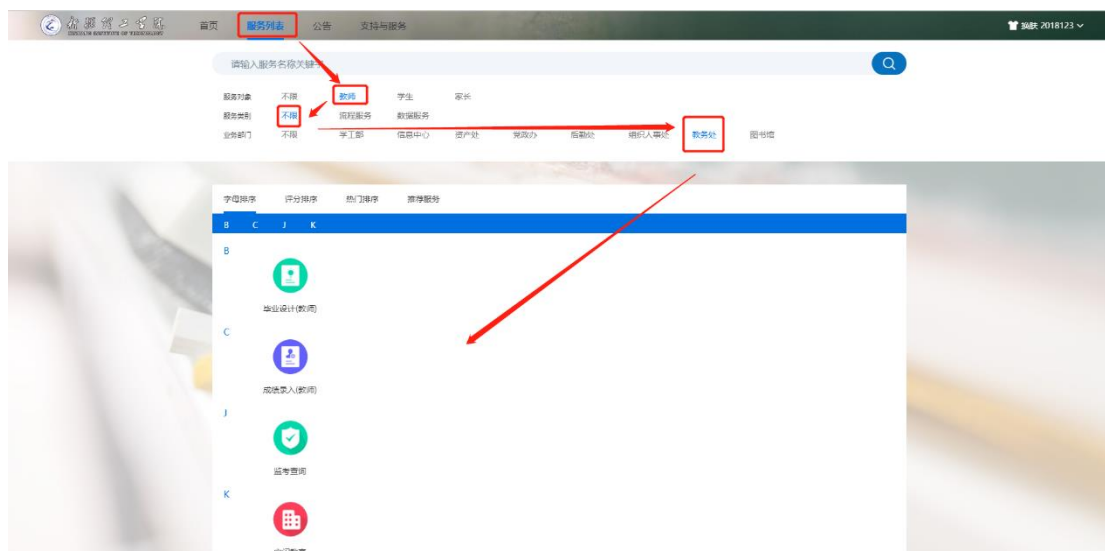 首页 服务列表 公告 支持与服务 换肤 2018123
请输入服务名称关键字
服务对象 不限 教师 学生 家长
服务类别 不限 流程服务 数据服务
业务部门 不限 学工部 信息中心 资产处 党政办 后勤处 组织人事处 教务处 图书馆
字母排序 评分排序 热门排序 推荐服务
B C J K
B
毕业设计(教师)
C
成绩录入(教师)
J
监考查询
K